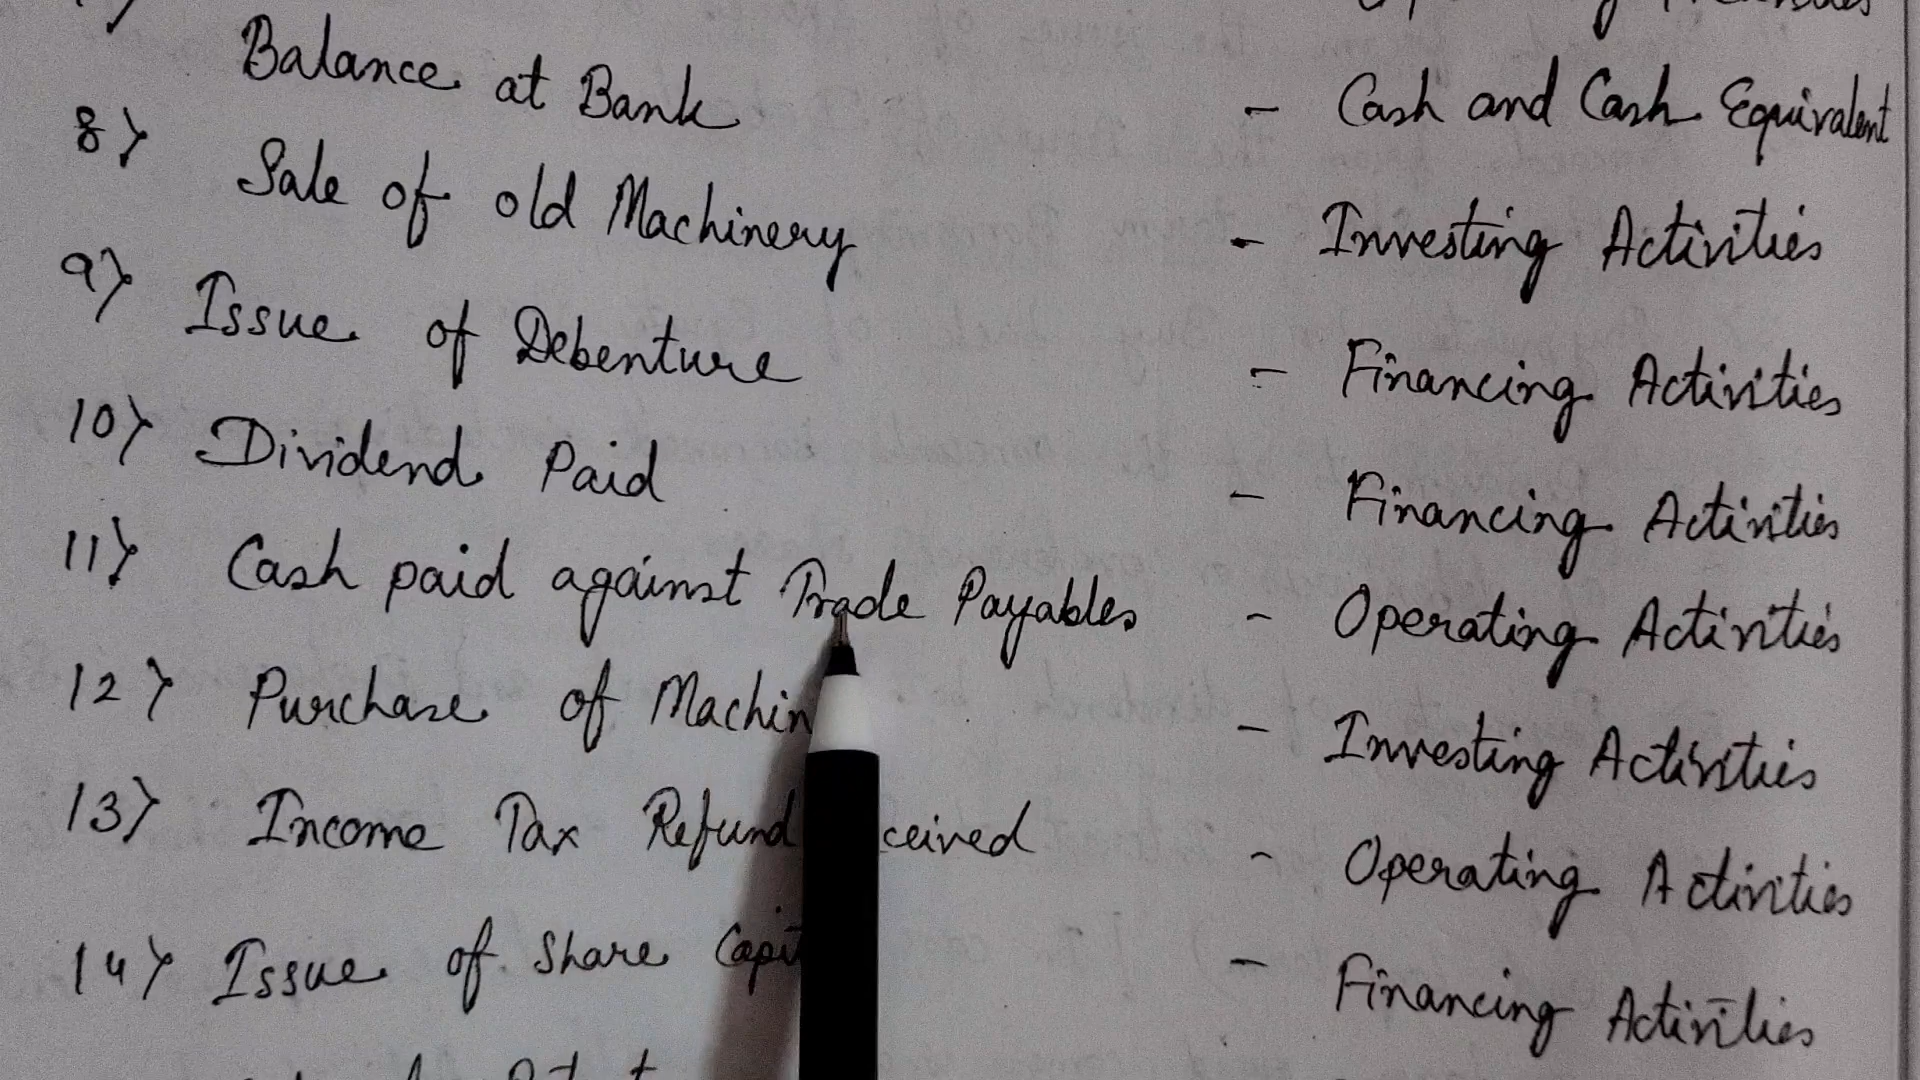 Balance at Bank - Cash and Cash Equivalent
8) Sale of old Machinery - Investing Activities
9) Issue of Debenture - Financing Activities
10) Dividend Paid - Financing Activities
11) Cash paid against Trade Payables - Operating Activities
12) Purchase of Machin - Investing Activities
13) Income Tax Refund ceived - Operating Activities
14) Issue of Share Capit - Financing Activities